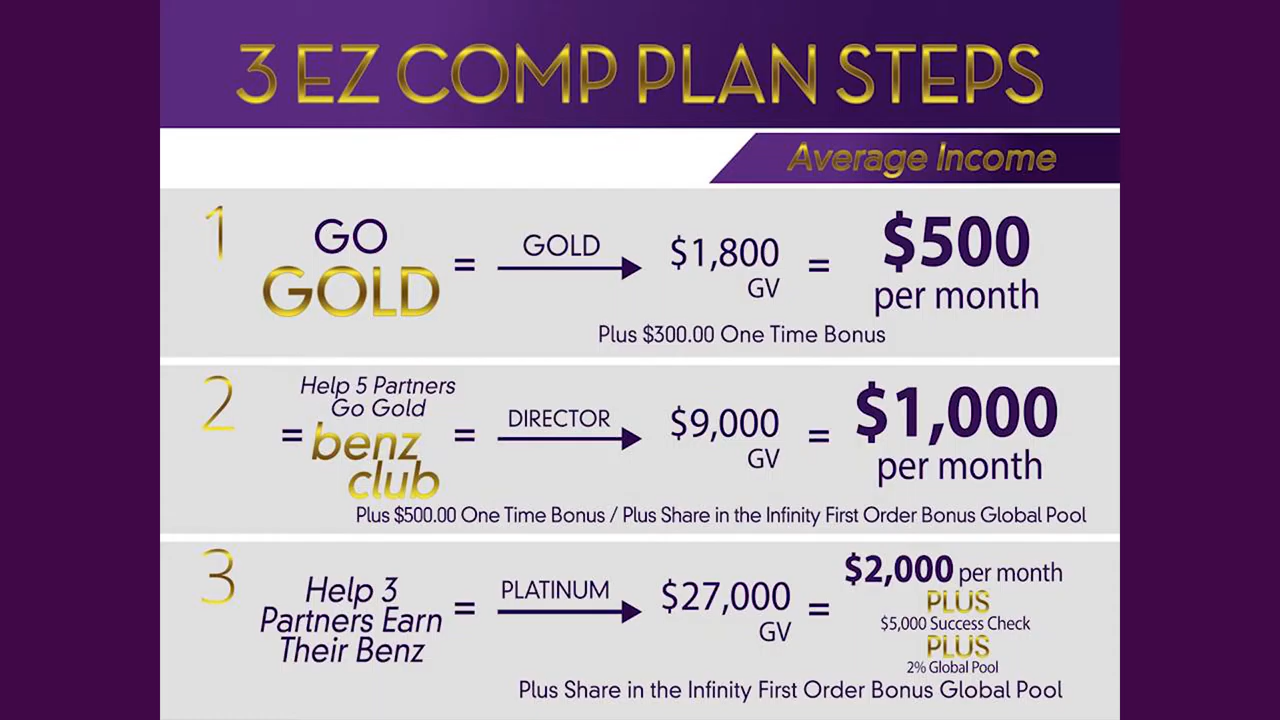 3 EZ COMP PLAN STEPS
Average Income
1
GO
GOLD
=
GOLD
$1,800
GV
=
$500
per month
Plus $300.00 One Time Bonus
2
Help 5 Partners
Go Gold
= benz
club
=
DIRECTOR
$9,000
GV
=
$1,000
per month
Plus $500.00 One Time Bonus / Plus Share in the Infinity First Order Bonus Global Pool
3
Help 3
Partners Earn
Their Benz
=
PLATINUM
$27,000
GV
=
$2,000 per month
PLUS
$5,000 Success Check
PLUS
2% Global Pool
Plus Share in the Infinity First Order Bonus Global Pool